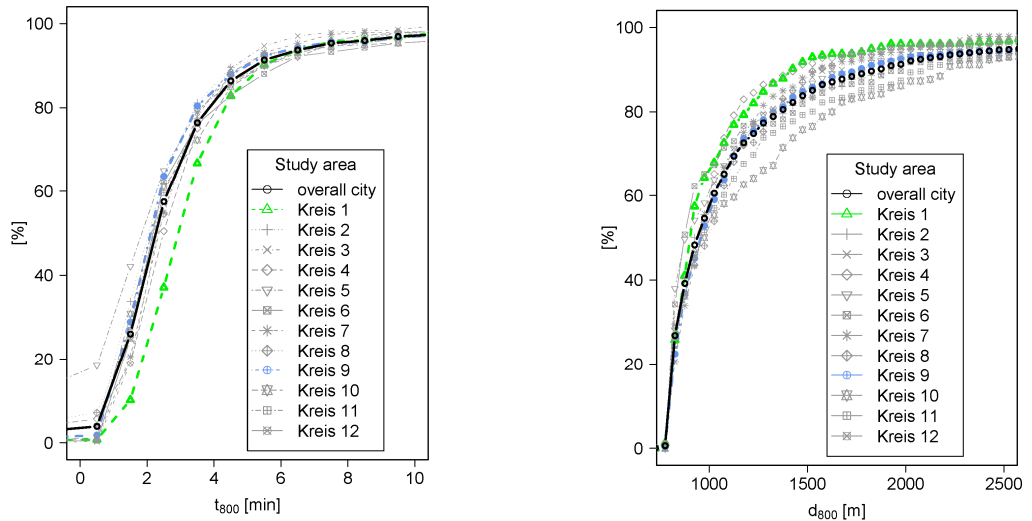 100
80
60
40
20
0
[%]
0 2 4 6 8 10
t800 [min]
Study area
overall city
Kreis 1
Kreis 2
Kreis 3
Kreis 4
Kreis 5
Kreis 6
Kreis 7
Kreis 8
Kreis 9
Kreis 10
Kreis 11
Kreis 12
100
80
60
40
20
0
[%]
1000 1500 2000 2500
d800 [m]
Study area
overall city
Kreis 1
Kreis 2
Kreis 3
Kreis 4
Kreis 5
Kreis 6
Kreis 7
Kreis 8
Kreis 9
Kreis 10
Kreis 11
Kreis 12